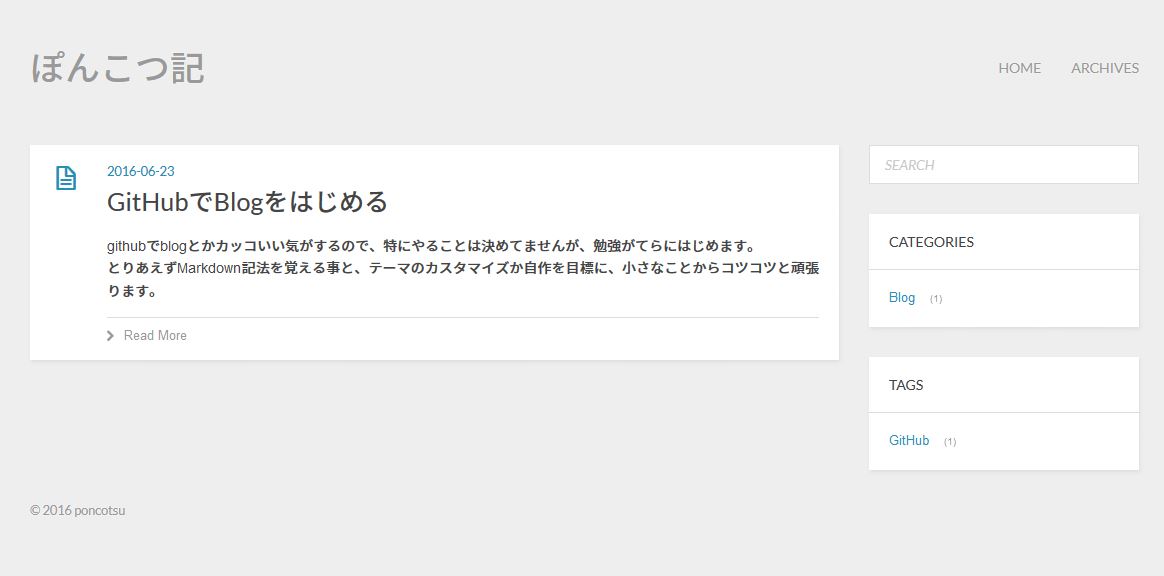 ぽんこつ記
HOME ARCHIVES
2016-06-23
GitHubでBlogをはじめる
githubでblogとかカッコいい気がするので、特にやることは決めてませんが、勉強がてらにはじめます。
とりあえずMarkdown記法を覚える事と、テーマのカスタマイズか自作を目標に、小さなことからコツコツと頑張
ります。
Read More
SEARCH
CATEGORIES
Blog (1)
TAGS
GitHub (1)
© 2016 poncotsu